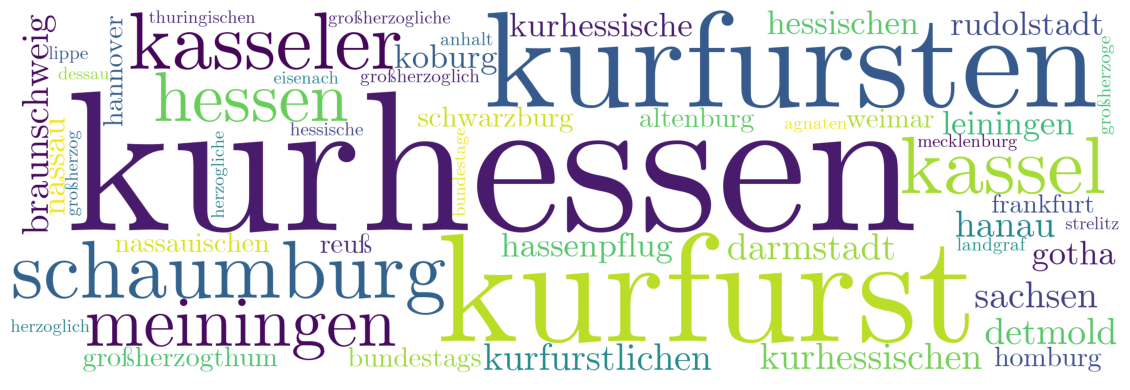 thuringischen
großherzogliche
kurhessische
hessischen
rudolstadt
braunschweig
lippe
hannover
kasseler
koburg
anhalt
kurfursten
dessau
eisenach
großherzoglich
großherzoge
hessen
schwarzburg
altenburg
agnaten
weimar
leiningen
nassau
großherzog
herzogliche
hessische
kurhessen
bundestage
mecklenburg
kassel
frankfurt
hanau
strelitz
nassauischen
reuß
hassenpflug
darmstadt
landgraf
gotha
schaumburg
kurfurst
sachsen
herzoglich
meiningen
detmold
großherzogthum
bundestags
kurfurstlichen
kurhessischen
homburg